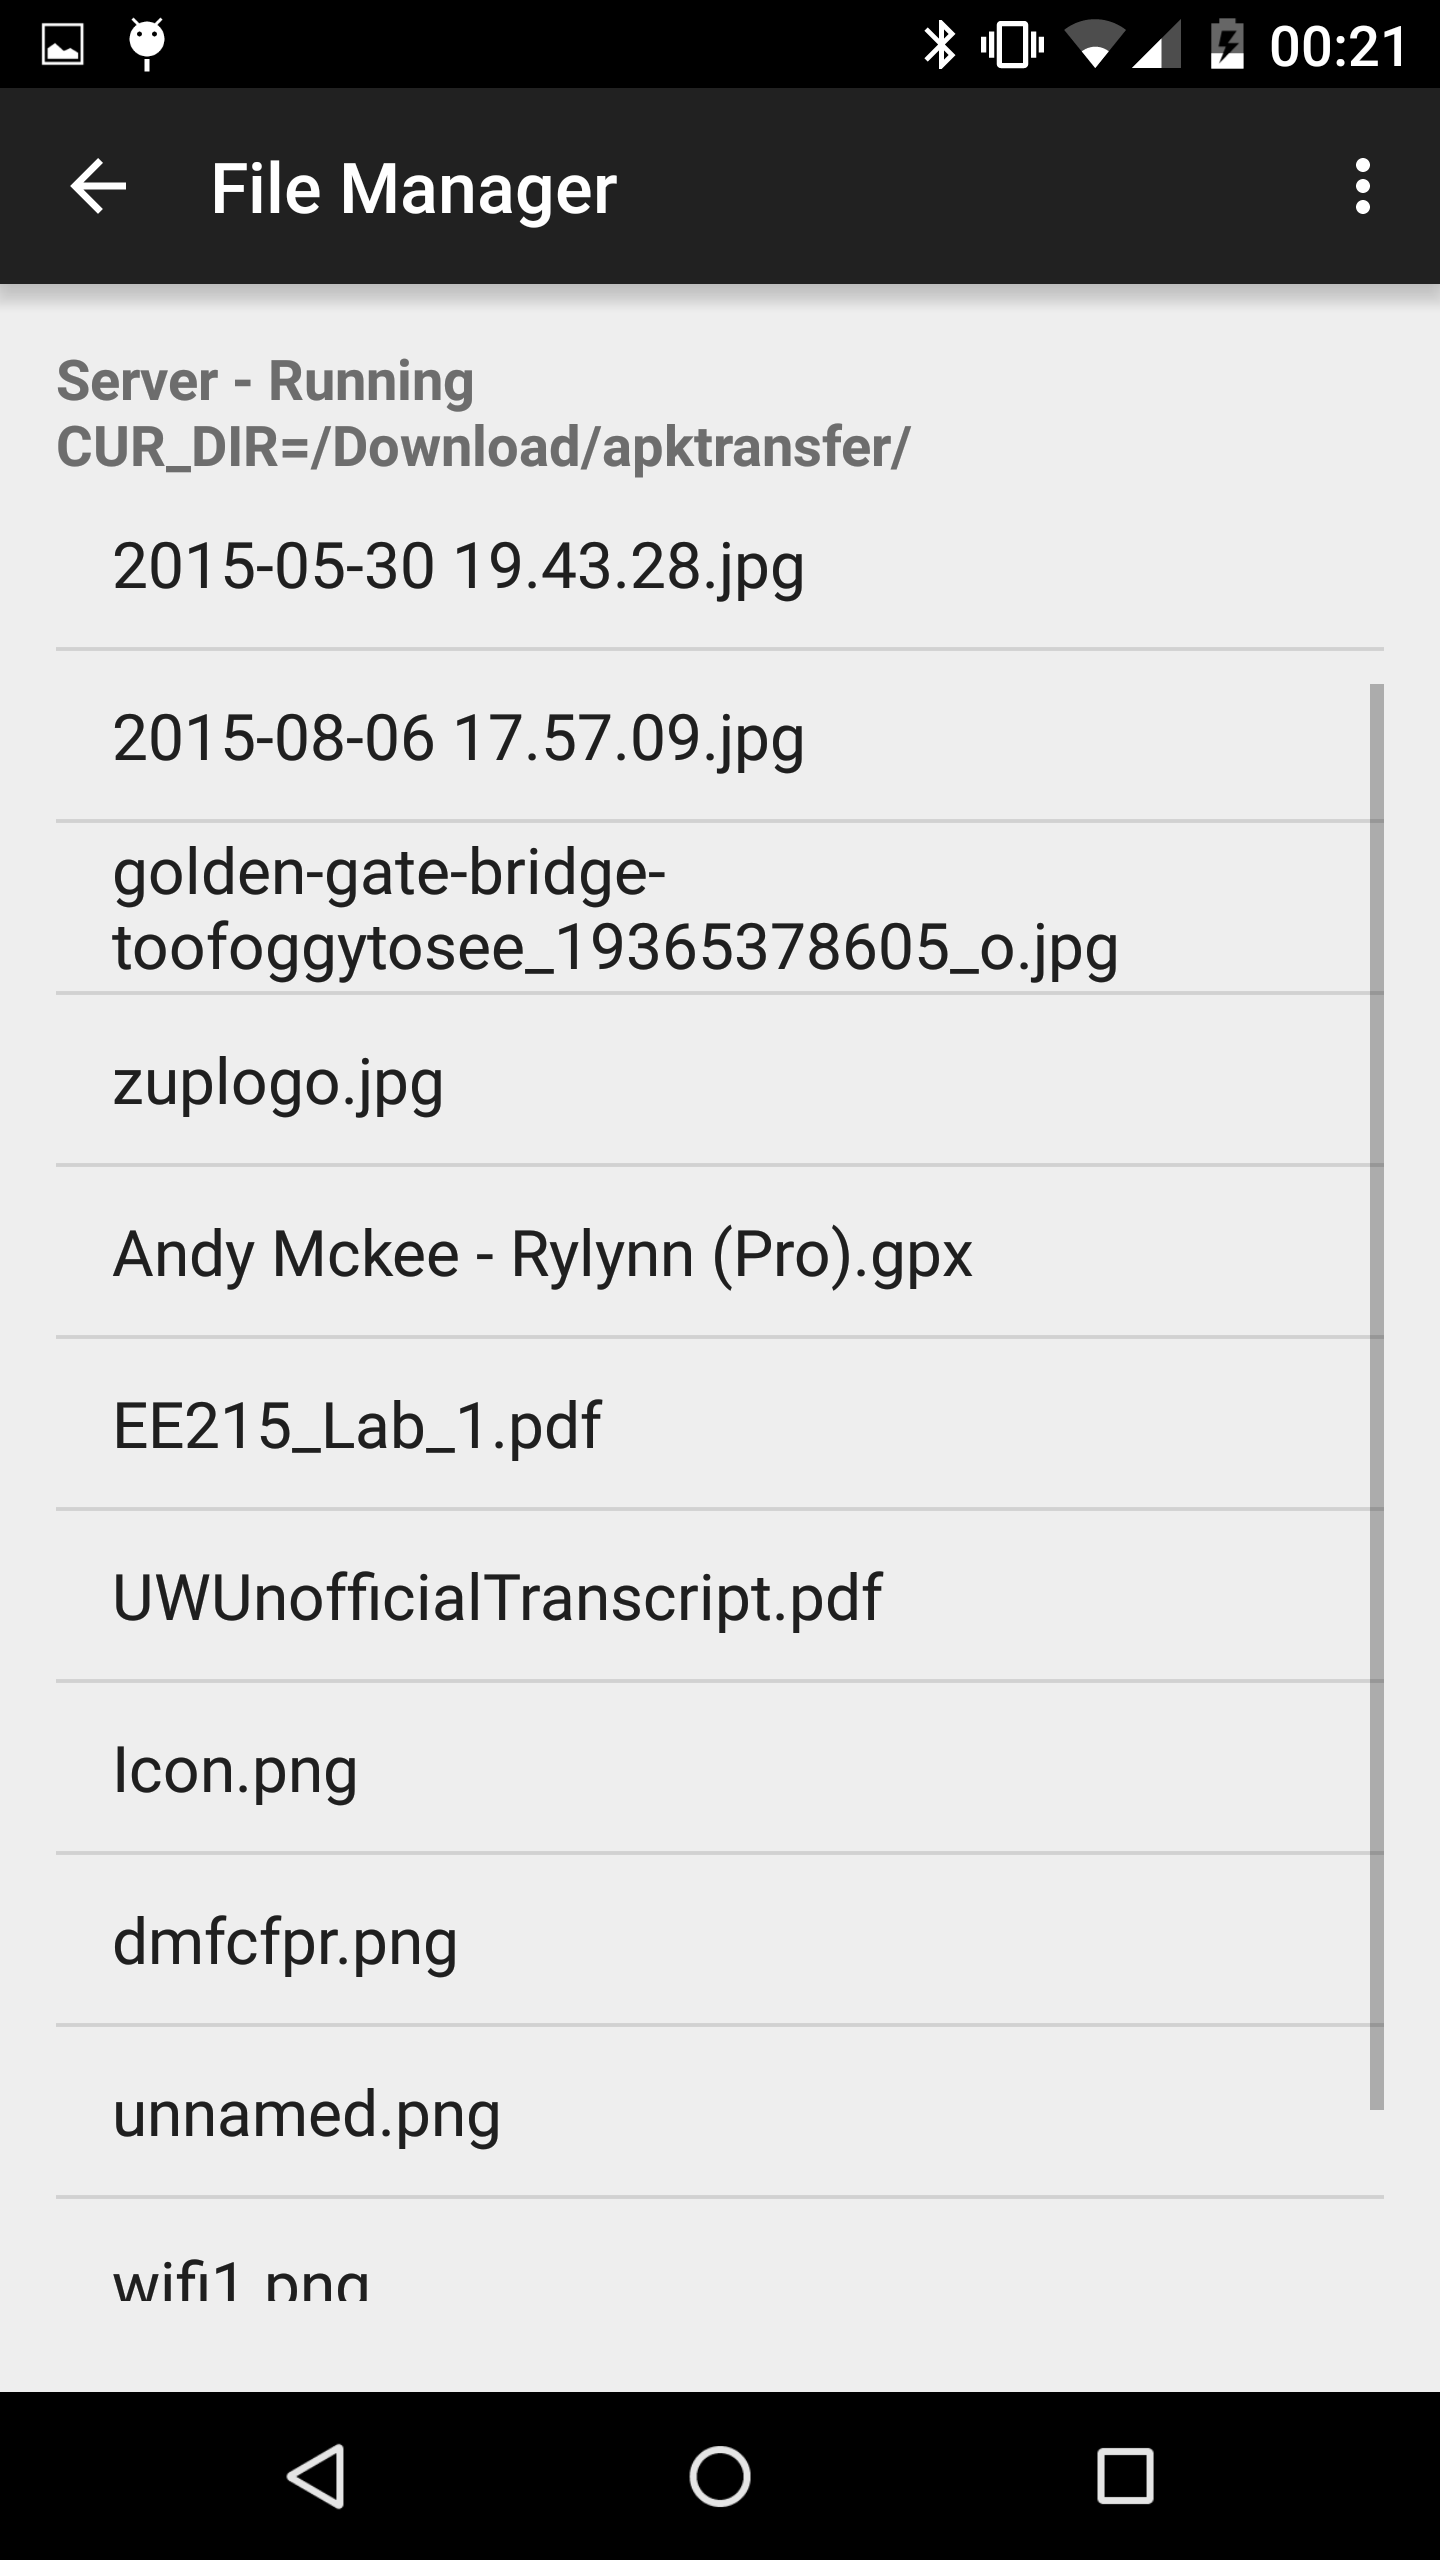 00:21
File Manager
Server - Running
CUR_DIR=/Download/apktransfer/
2015-05-30 19.43.28.jpg
2015-08-06 17.57.09.jpg
golden-gate-bridge-
toofoggytosee_19365378605_o.jpg
zuplogo.jpg
Andy Mckee - Rylynn (Pro).gpx
EE215_Lab_1.pdf
UWUnofficialTranscript.pdf
Icon.png
dmfcfpr.png
unnamed.png
wifi1.png